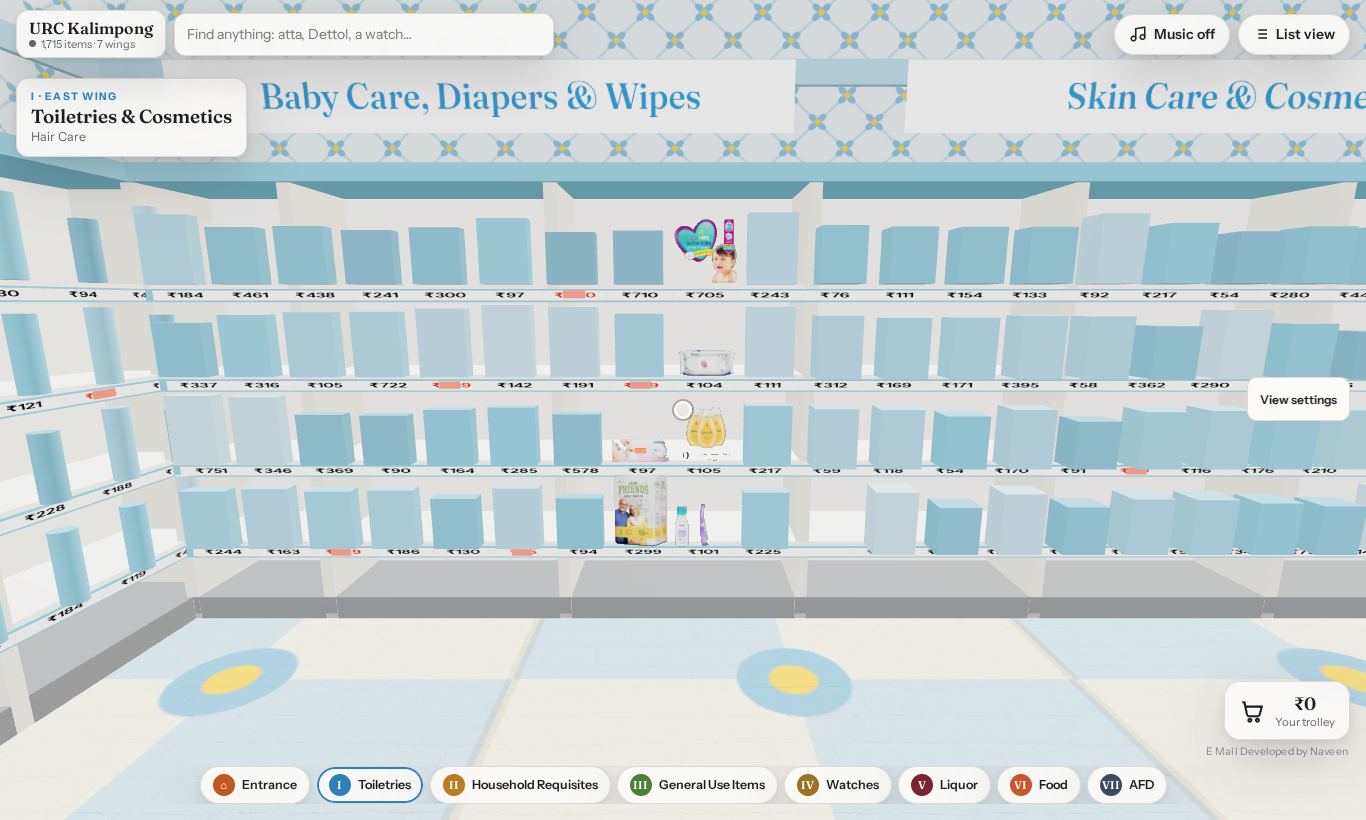 URC Kalimpong
1,715 items · 7 wings
Find anything: atta, Dettol, a watch...
Music off
List view
I · EAST WING
Toiletries & Cosmetics
Hair Care
Baby Care, Diapers & Wipes
Skin Care & Cosme
₹94
₹184 ₹461 ₹438 ₹241 ₹300 ₹97 ₹710 ₹705 ₹243 ₹76 ₹111 ₹154 ₹133 ₹92 ₹217 ₹54 ₹280
₹121
₹337 ₹316 ₹105 ₹722 ₹142 ₹191 ₹104 ₹111 ₹312 ₹169 ₹171 ₹395 ₹58 ₹362 ₹290
View settings
₹228 ₹188
₹751 ₹346 ₹369 ₹90 ₹164 ₹285 ₹578 ₹97 ₹105 ₹217 ₹59 ₹118 ₹54 ₹170 ₹91 ₹116 ₹176 ₹210
FRIENDS
₹184 ₹119
₹244 ₹163 ₹186 ₹130 ₹94 ₹299 ₹101 ₹225
₹0
Your trolley
E Mall Developed by Naveen
Entrance
I Toiletries
II Household Requisites
III General Use Items
IV Watches
V Liquor
VI Food
VII AFD